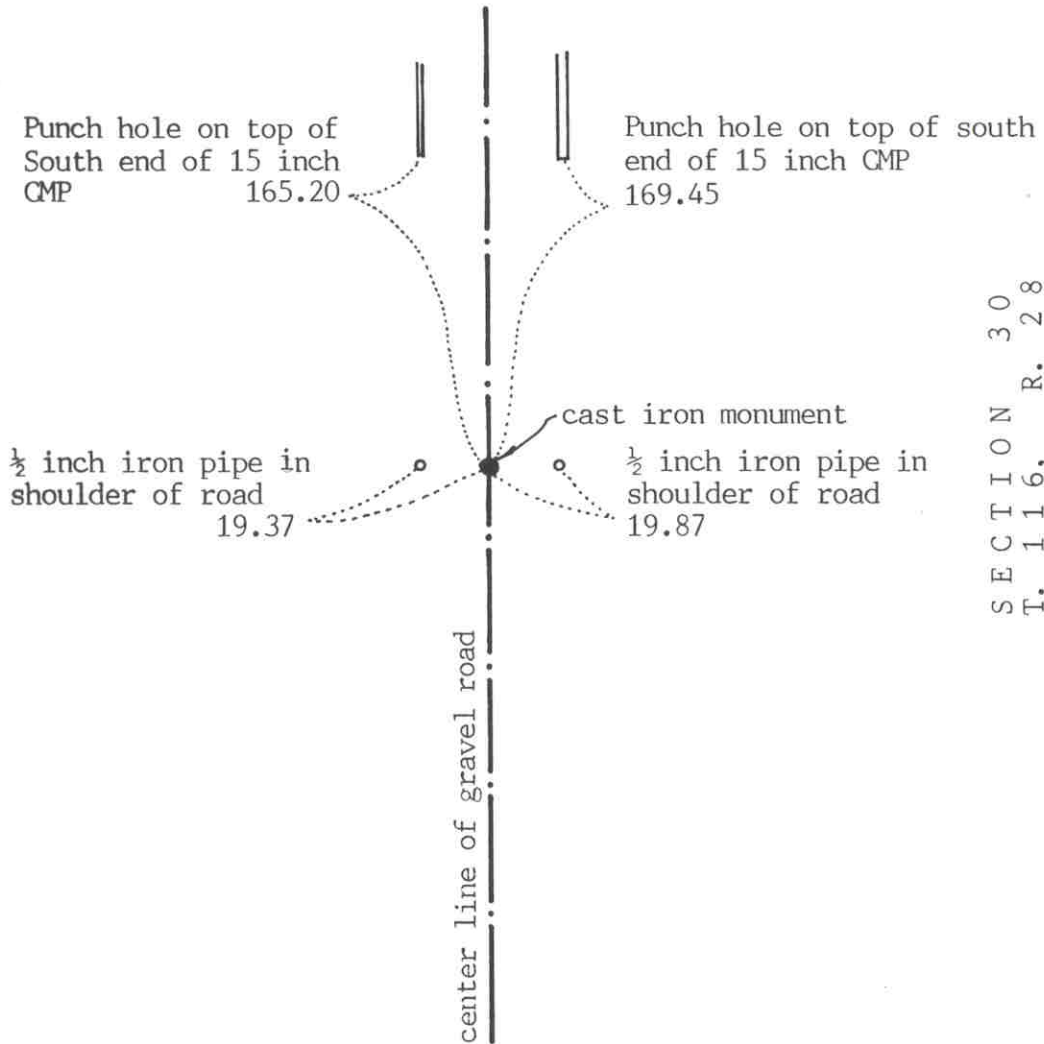 Punch hole on top of
South end of 15 inch
CMP 165.20
Punch hole on top of south
end of 15 inch CMP
169.45
cast iron monument
½ inch iron pipe in
shoulder of road
19.37
½ inch iron pipe in
shoulder of road
19.87
center line of gravel road
SECTION 30
T. 116, R. 28